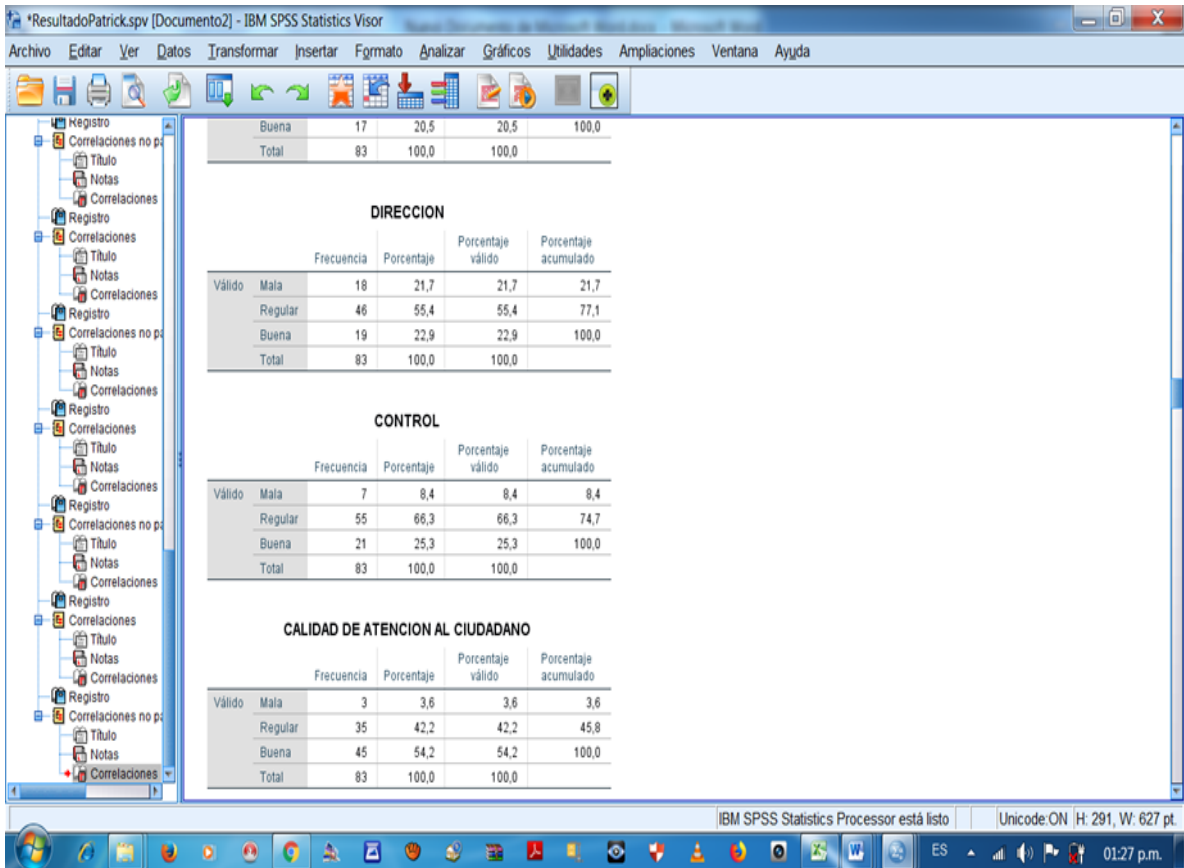 *ResultadoPatrick.spv [Documento2] - IBM SPSS Statistics Visor
Archivo Editar Ver Datos Transformar Insertar Formato Analizar Gráficos Utilidades Ampliaciones Ventana Ayuda
Registro
Correlaciones no pa
Título
Notas
Correlaciones
Registro
Correlaciones
Título
Notas
Correlaciones
Registro
Correlaciones no pa
Título
Notas
Correlaciones
Registro
Correlaciones
Título
Notas
Correlaciones
Registro
Correlaciones no pa
Título
Notas
Correlaciones
Registro
Correlaciones
Título
Notas
Correlaciones
Registro
Correlaciones no pa
Título
Notas
Correlaciones
Buena 17 20,5 20,5 100,0
Total 83 100,0 100,0
DIRECCION
Frecuencia Porcentaje Porcentaje válido Porcentaje acumulado
Válido Mala 18 21,7 21,7 21,7
Regular 46 55,4 55,4 77,1
Buena 19 22,9 22,9 100,0
Total 83 100,0 100,0
CONTROL
Frecuencia Porcentaje Porcentaje válido Porcentaje acumulado
Válido Mala 7 8,4 8,4 8,4
Regular 55 66,3 66,3 74,7
Buena 21 25,3 25,3 100,0
Total 83 100,0 100,0
CALIDAD DE ATENCION AL CIUDADANO
Frecuencia Porcentaje Porcentaje válido Porcentaje acumulado
Válido Mala 3 3,6 3,6 3,6
Regular 35 42,2 42,2 45,8
Buena 45 54,2 54,2 100,0
Total 83 100,0 100,0
IBM SPSS Statistics Processor está listo Unicode:ON H: 291, W: 627 pt.
ES 01:27 p.m.